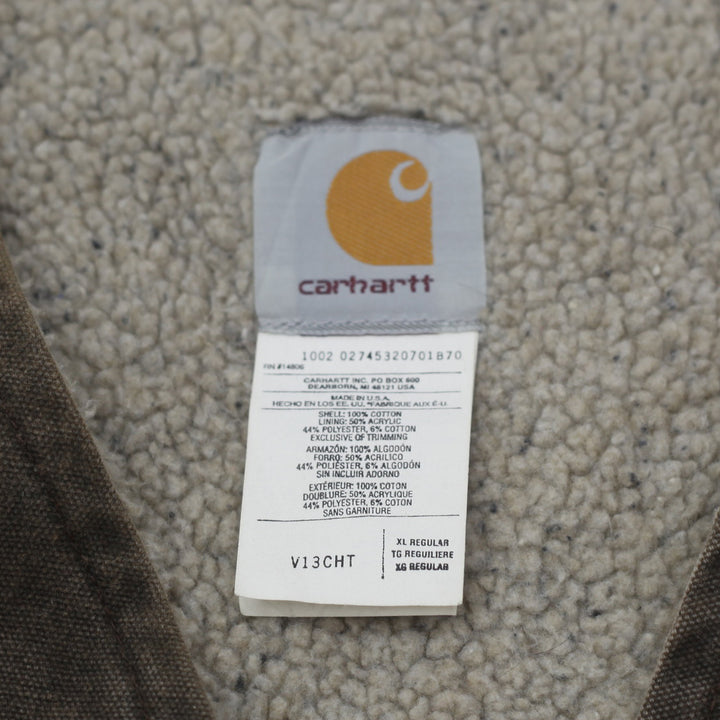 carhartt
1002 02745320701B70
RN #14806
CARHARTT INC. PO BOX 600
DEARBORN, MI 48121 USA
MADE IN U.S.A.
HECHO EN LOS EE. UU. *FABRIQUE AUX É.-U.
SHELL: 100% COTTON
LINING: 50% ACRYLIC
44% POLYESTER, 6% COTTON
EXCLUSIVE OF TRIMMING
ARMAZÓN: 100% ALGODÓN
FORRO: 50% ACRILICO
44% POLIÉSTER, 6% ALGODÓN
SIN INCLUIR ADORNO
EXTÉRIEUR: 100% COTON
DOUBLURE: 50% ACRYLIQUE
44% POLYESTER, 6% COTON
SANS GARNITURE
V13CHT
XL REGULAR
TG REGUILIERE
XG REGULAR